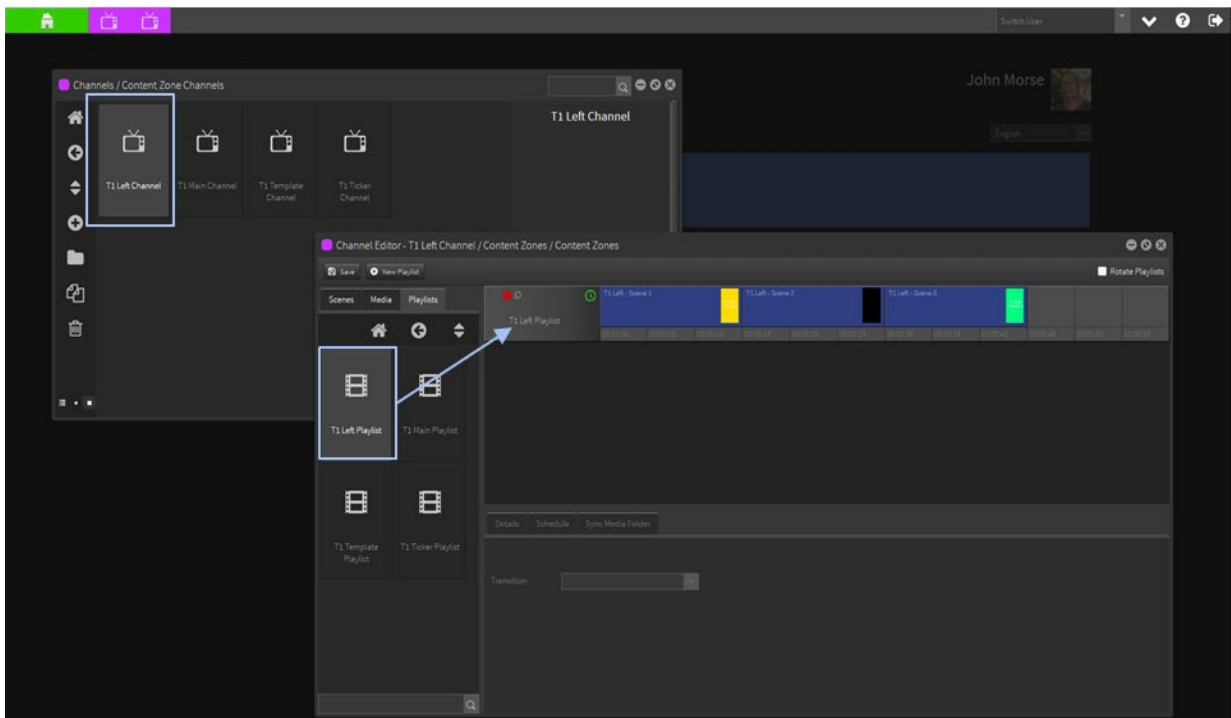 Switch User
John Morse
English
Channels / Content Zone Channels
T1 Left Channel
T1 Left Channel
T1 Main Channel
T1 Template
Channel
T1 Ticker
Channel
Channel Editor - T1 Left Channel / Content Zones / Content Zones
Save
New Playlist
Rotate Playlists
Scenes
Media
Playlists
T1 Left Playlist
T1 Left - Scene 1
T1 Left - Scene 2
T1 Left - Scene 3
T1 Left Playlist
T1 Main Playlist
T1 Template
Playlist
T1 Ticker Playlist
Details
Schedule
Sync Media Folder
Transition: